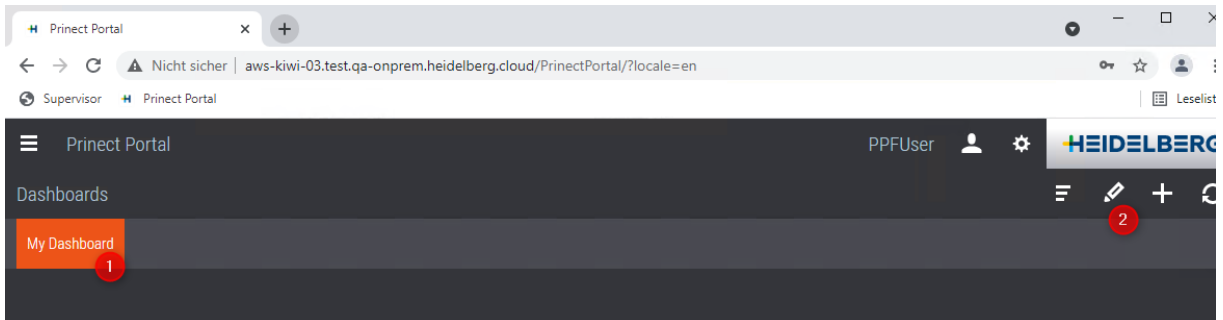 Prinect Portal
Nicht sicher aws-kiwi-03.test.qa-onprem.heidelberg.cloud/PrinectPortal/?locale=en
Supervisor Prinect Portal Leselist
Prinect Portal PPFUser HEIDELBERG
Dashboards
2
My Dashboard
1